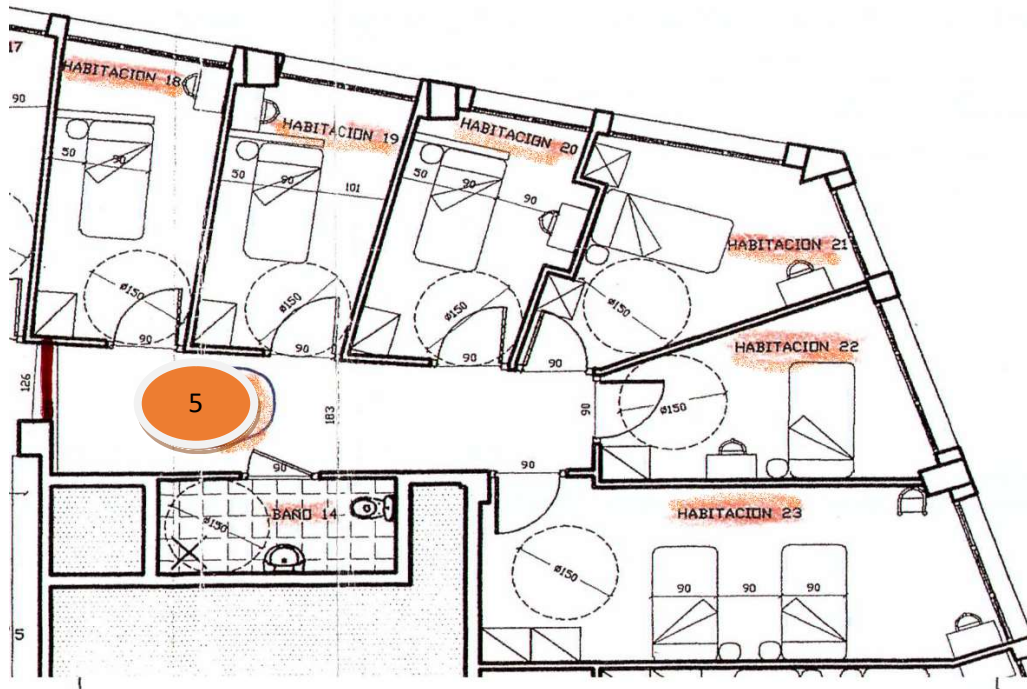 17
HABITACION 18
90
HABITACION 19
HABITACION 20
50
50
50
90
101
50
90
90
HABITACION 21
Ø150
Ø150
Ø150
Ø150
90
90
90
90
HABITACION 22
126
5
183
90
Ø150
90
90
BAÑO 14
Ø150
HABITACION 23
Ø150
90
90
90
5